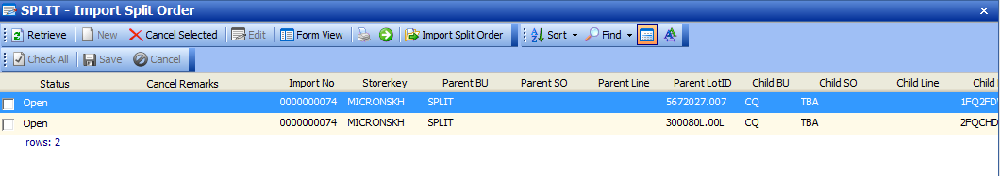 SPLIT - Import Split Order
Retrieve New Cancel Selected Edit Form View Import Split Order Sort Find
Check All Save Cancel
Status Cancel Remarks Import No Storerkey Parent BU Parent SO Parent Line Parent LotID Child BU Child SO Child Line Child
Open 0000000074 MICRONSKH SPLIT 5672027.007 CQ TBA 1FQ2FD
Open 0000000074 MICRONSKH SPLIT 300080L.00L CQ TBA 2FQCHD
rows: 2